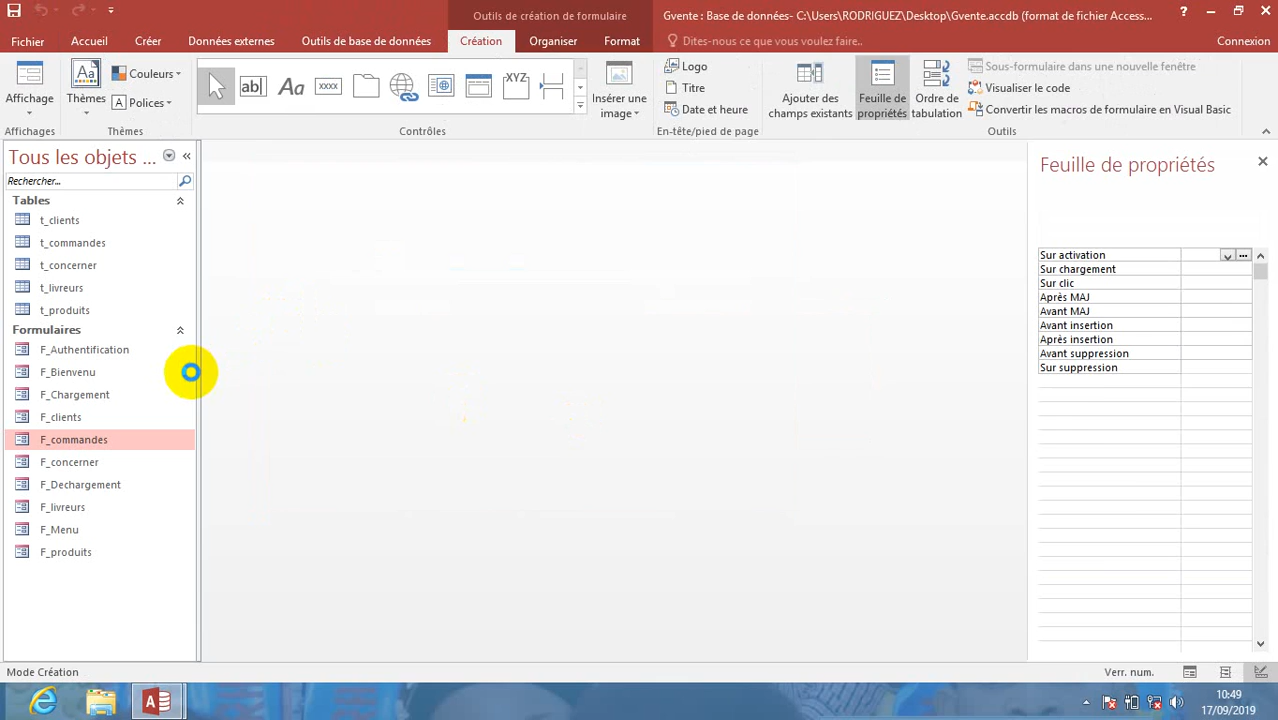 Outils de création de formulaire
Gvente : Base de données- C:\Users\RODRIGUEZ\Desktop\Gvente.accdb (format de fichier Access...
?
Fichier
Accueil
Créer
Données externes
Outils de base de données
Création
Organiser
Format
Dites-nous ce que vous voulez faire..
Connexion
Affichage
Affichages
Aa
Thèmes
Couleurs
Polices
Thèmes
ab|
Aa
xxxx
XYZ
Contrôles
Insérer une image
Logo
Titre
Date et heure
En-tête/pied de page
Ajouter des champs existants
Feuille de propriétés
Ordre de tabulation
Sous-formulaire dans une nouvelle fenêtre
Visualiser le code
Convertir les macros de formulaire en Visual Basic
Outils
Tous les objets ...
Rechercher...
Tables
t_clients
t_commandes
t_concerner
t_livreurs
t_produits
Formulaires
F_Authentification
F_Bienvenu
F_Chargement
F_clients
F_commandes
F_concerner
F_Dechargement
F_livreurs
F_Menu
F_produits
Feuille de propriétés
Sur activation
Sur chargement
Sur clic
Après MAJ
Avant MAJ
Avant insertion
Après insertion
Avant suppression
Sur suppression
Mode Création
Verr. num.
10:49
17/09/2019